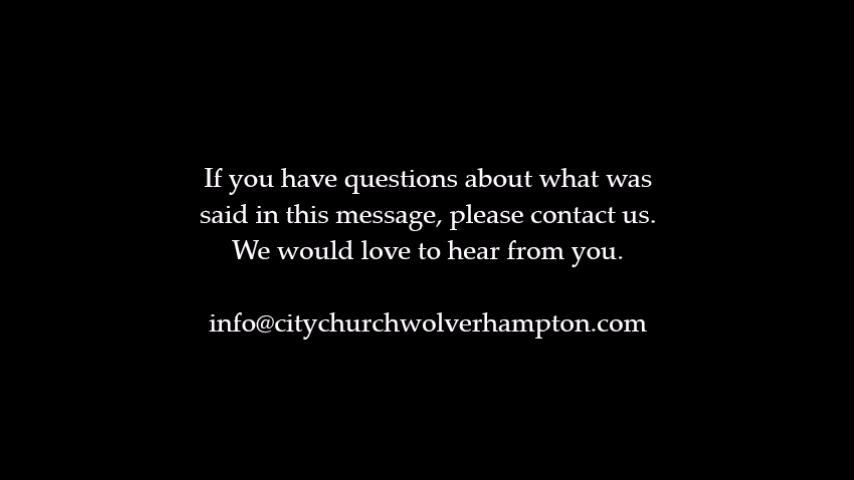 If you have questions about what was
said in this message, please contact us.
We would love to hear from you.
info@citychurchwolverhampton.com